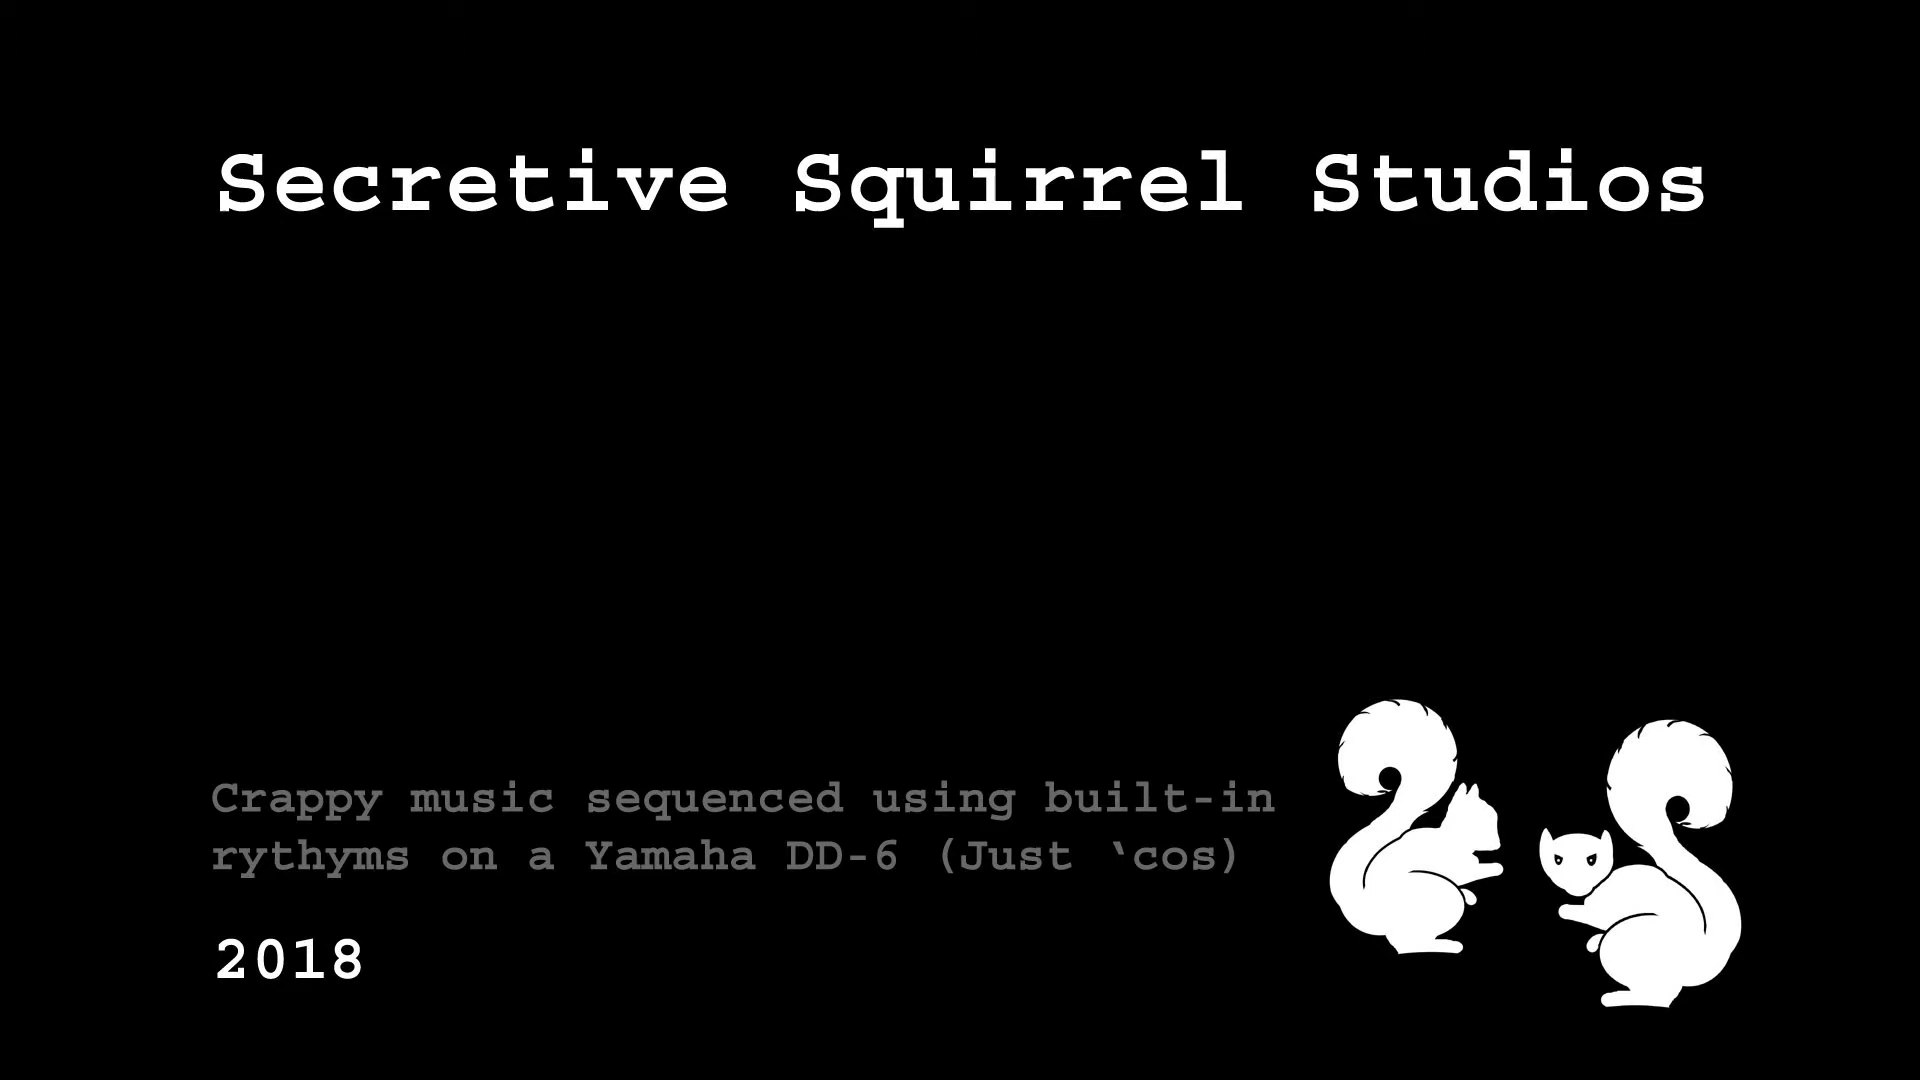 Secretive Squirrel Studios
Crappy music sequenced using built-in
rythyms on a Yamaha DD-6 (Just ‘cos)
2018